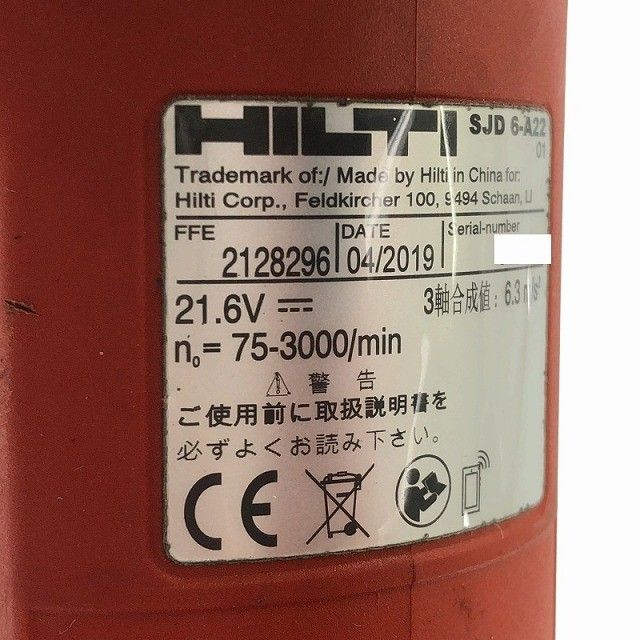 HILTI SJD 6-A22
01
Trademark of:/ Made by Hilti in China for:
Hilti Corp., Feldkircher 100, 9494 Schaan, LI
FFE DATE Serial-number
2128296 04/2019
21.6V 3軸合成値: 6.3 m/s²
n₀= 75-3000/min
警 告
ご使用前に取扱説明書を
必ずよくお読み下さい。
CE